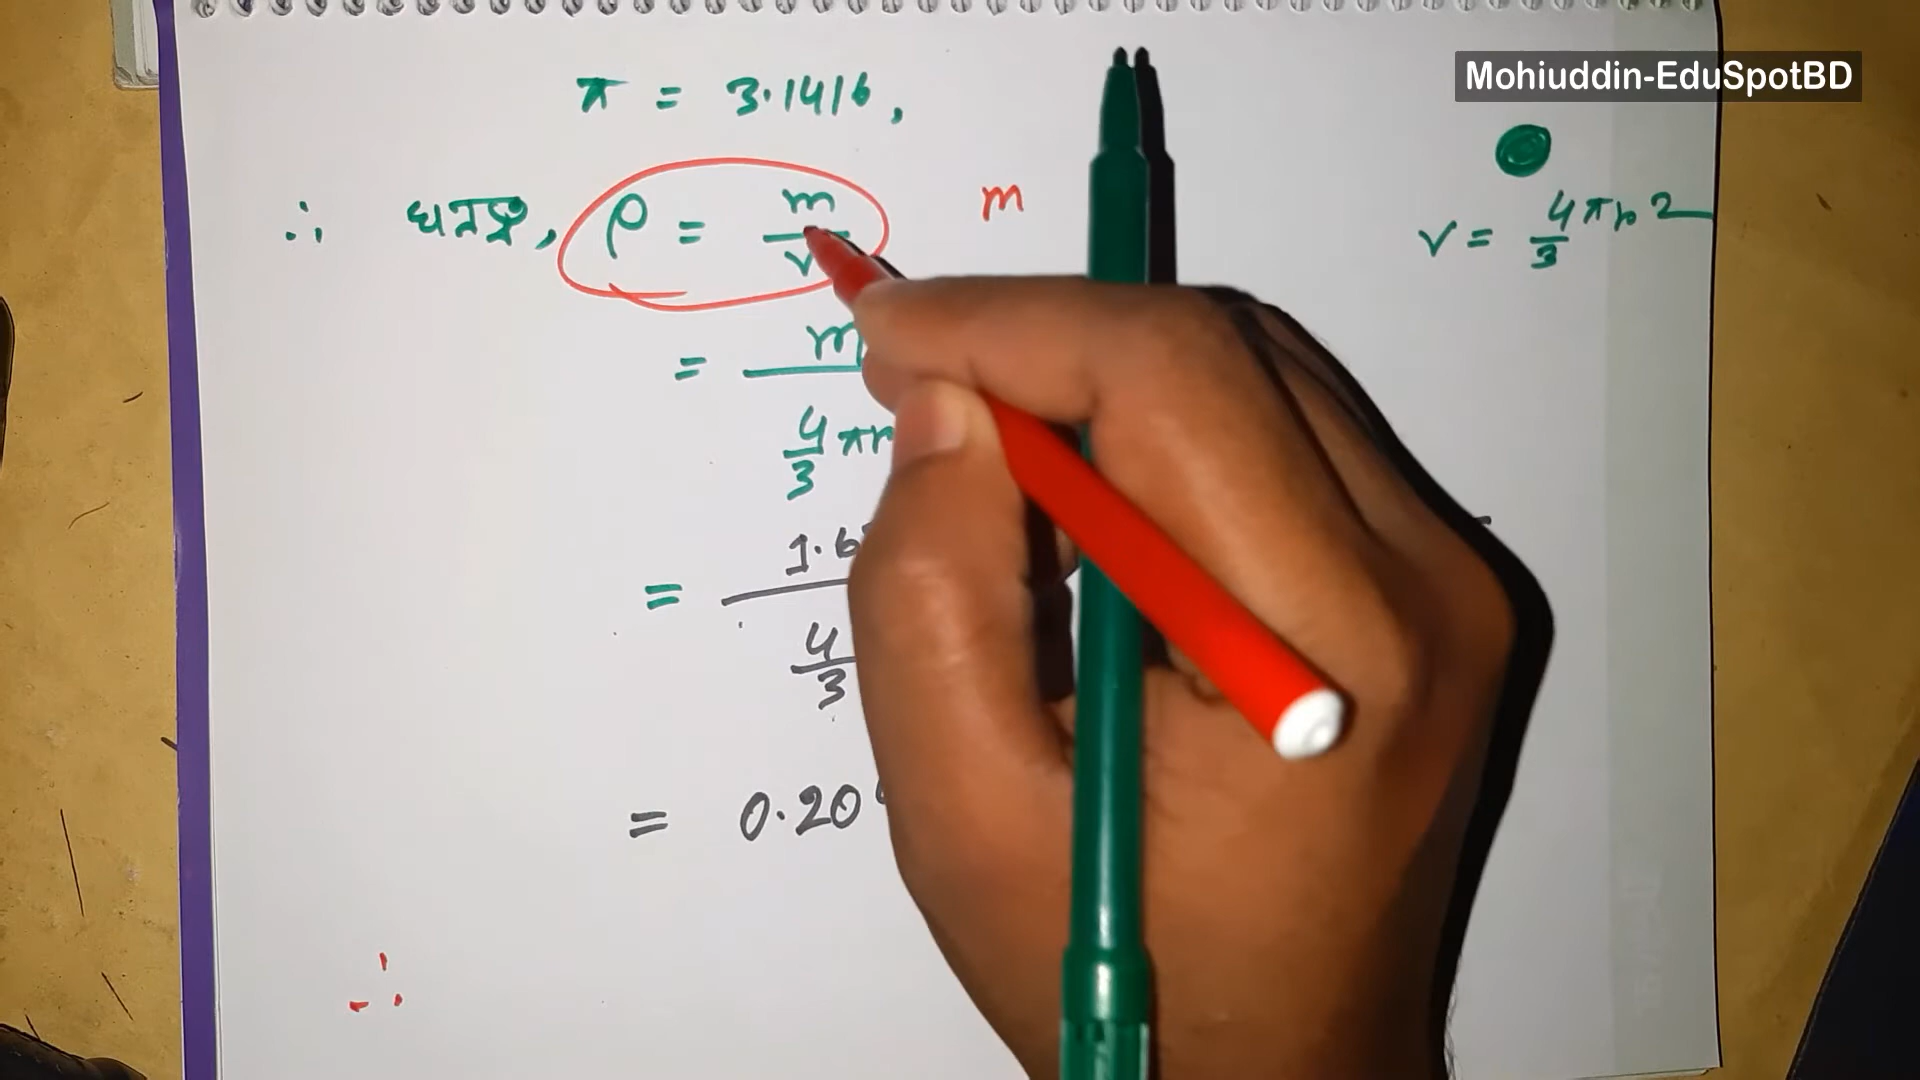 Mohiuddin-EduSpotBD
π = 3.1416,
∴ ঘনত্ব, ρ = m/v m
v = 4/3 πr2
= m
4/3 πr
= 1.6
4/3
= 0.20
∴